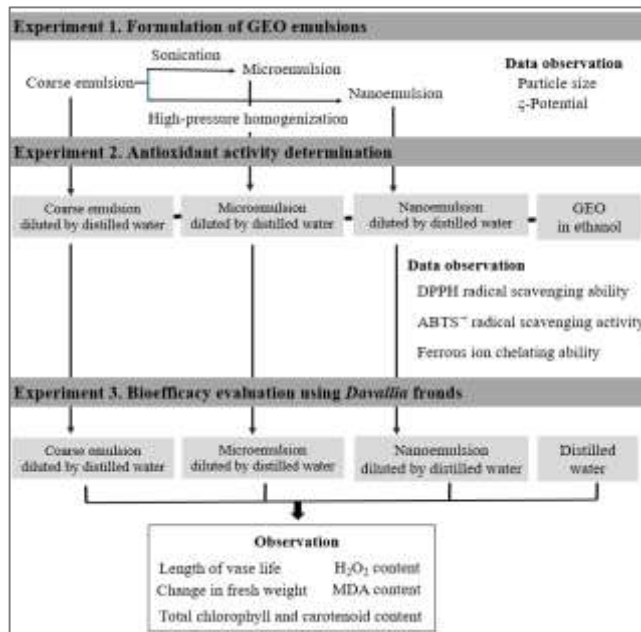 Experiment 1. Formulation of GEO emulsions
Sonication
Data observation
Coarse emulsion
Microemulsion
Particle size
Nanoemulsion
ς-Potential
High-pressure homogenization
Experiment 2. Antioxidant activity determination
Coarse emulsion
diluted by distilled water
Microemulsion
diluted by distilled water
Nanoemulsion
diluted by distilled water
GEO
in ethanol
Data observation
DPPH radical scavenging ability
ABTS⁺ radical scavenging activity
Ferrous ion chelating ability
Experiment 3. Bioefficacy evaluation using Davallia fronds
Coarse emulsion
diluted by distilled water
Microemulsion
diluted by distilled water
Nanoemulsion
diluted by distilled water
Distilled
water
Observation
Length of vase life H₂O₂ content
Change in fresh weight MDA content
Total chlorophyll and carotenoid content